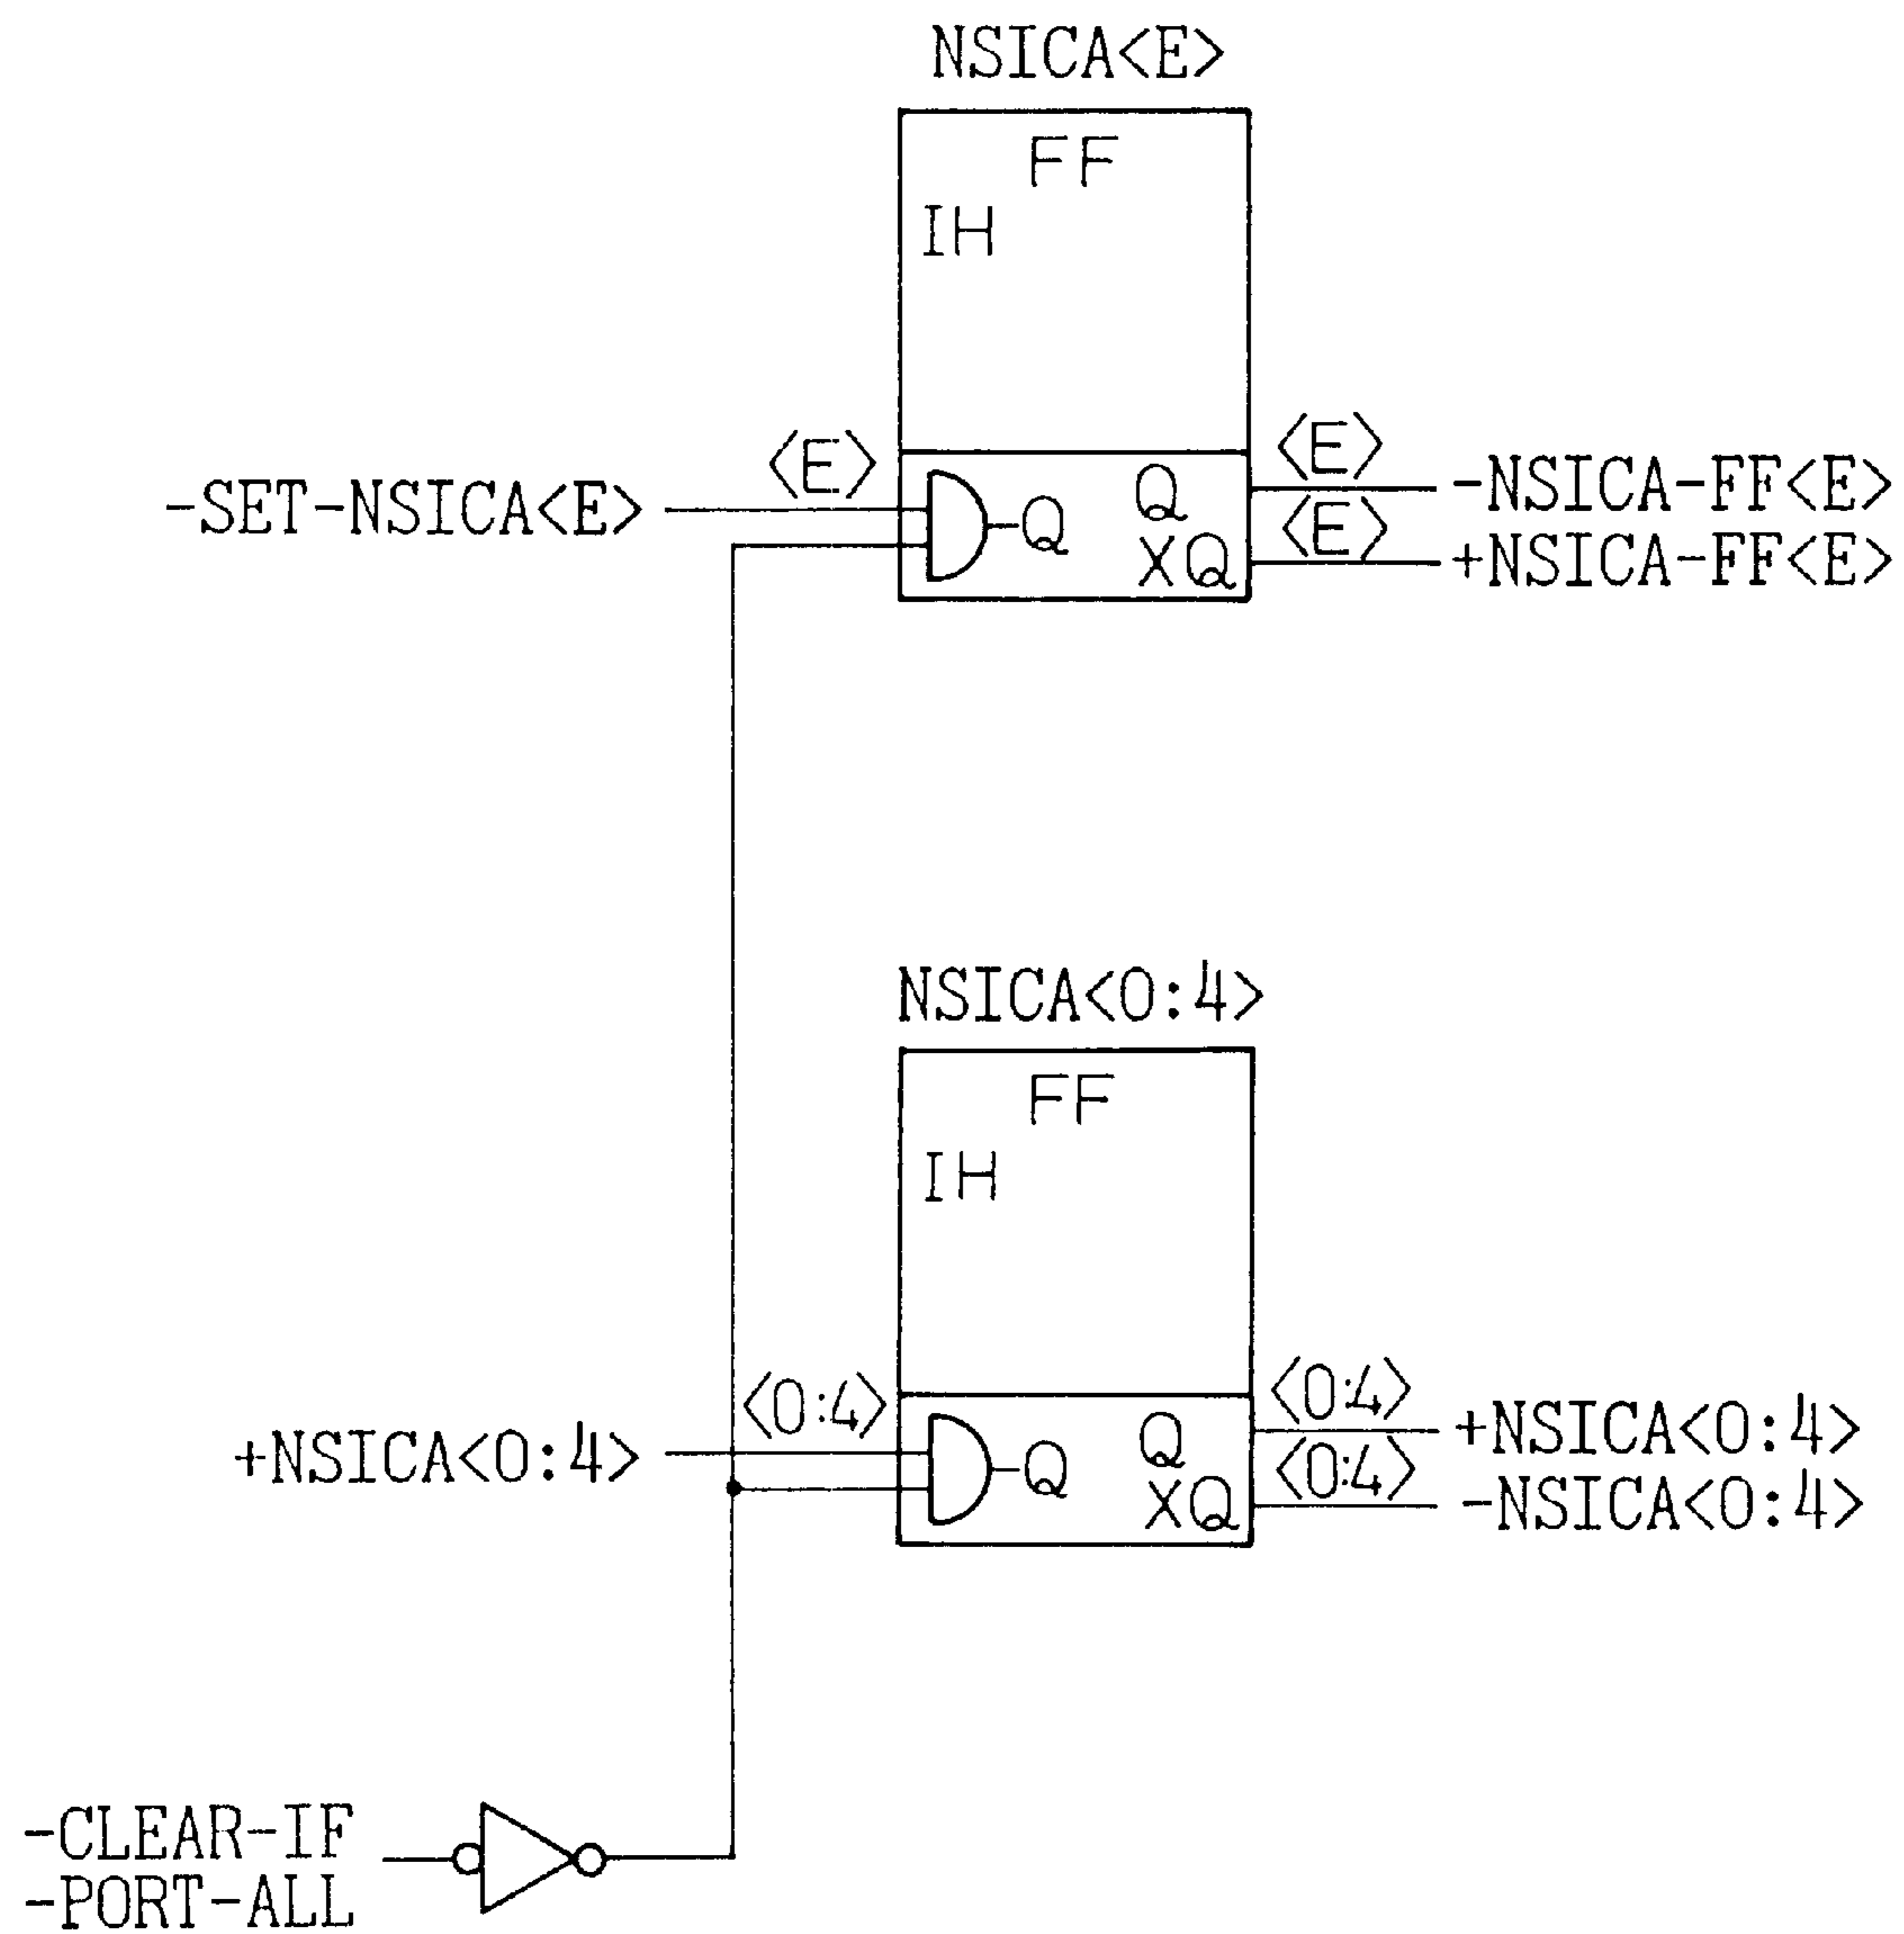 NSICA<E>
FF
IH
<E>
-SET-NSICA<E>
Q
Q
<E>
-NSICA-FF<E>
XQ
<E>
+NSICA-FF<E>
NSICA<0:4>
FF
IH
<0:4>
+NSICA<0:4>
Q
Q
<0:4>
+NSICA<0:4>
XQ
<0:4>
-NSICA<0:4>
-CLEAR-IF
-PORT-ALL